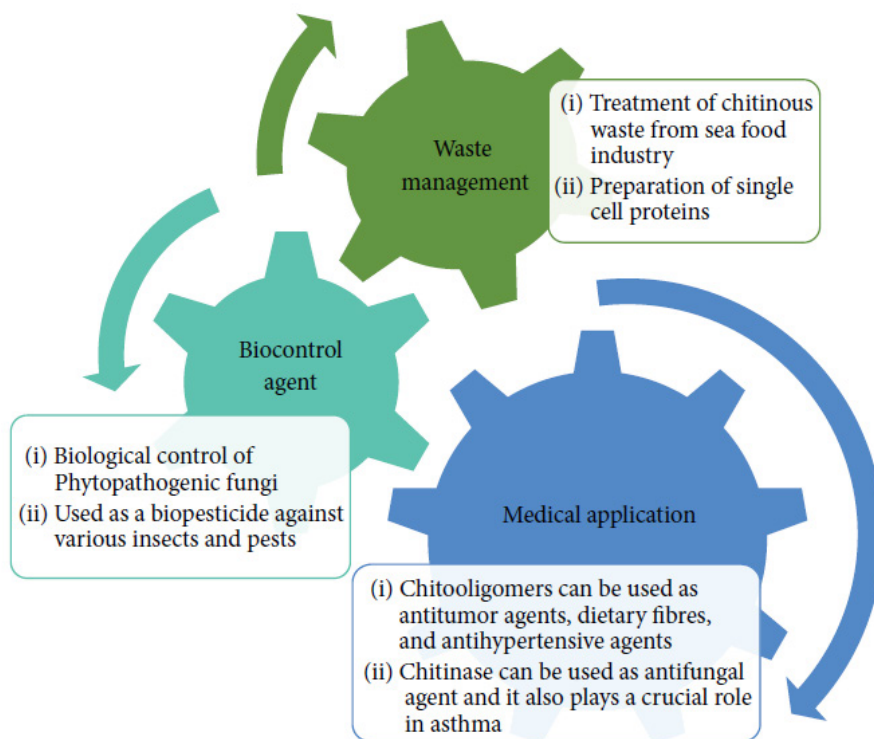 Waste
management
(i) Treatment of chitinous
waste from sea food
industry
(ii) Preparation of single
cell proteins
Biocontrol
agent
(i) Biological control of
Phytopathogenic fungi
(ii) Used as a biopesticide against
various insects and pests
Medical application
(i) Chitooligomers can be used as
antitumor agents, dietary fibres,
and antihypertensive agents
(ii) Chitinase can be used as antifungal
agent and it also plays a crucial role
in asthma